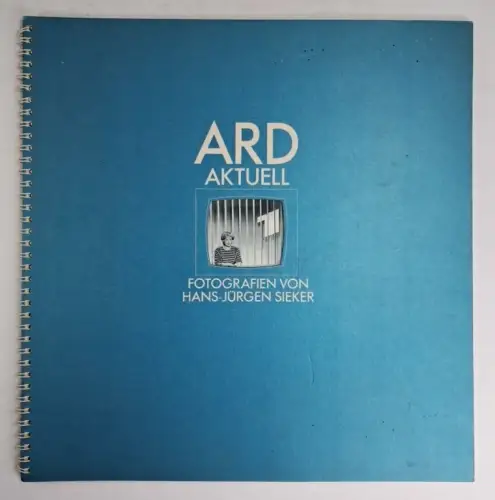 ARD
AKTUELL
FOTOGRAFIEN VON
HANS-JÜRGEN SIEKER